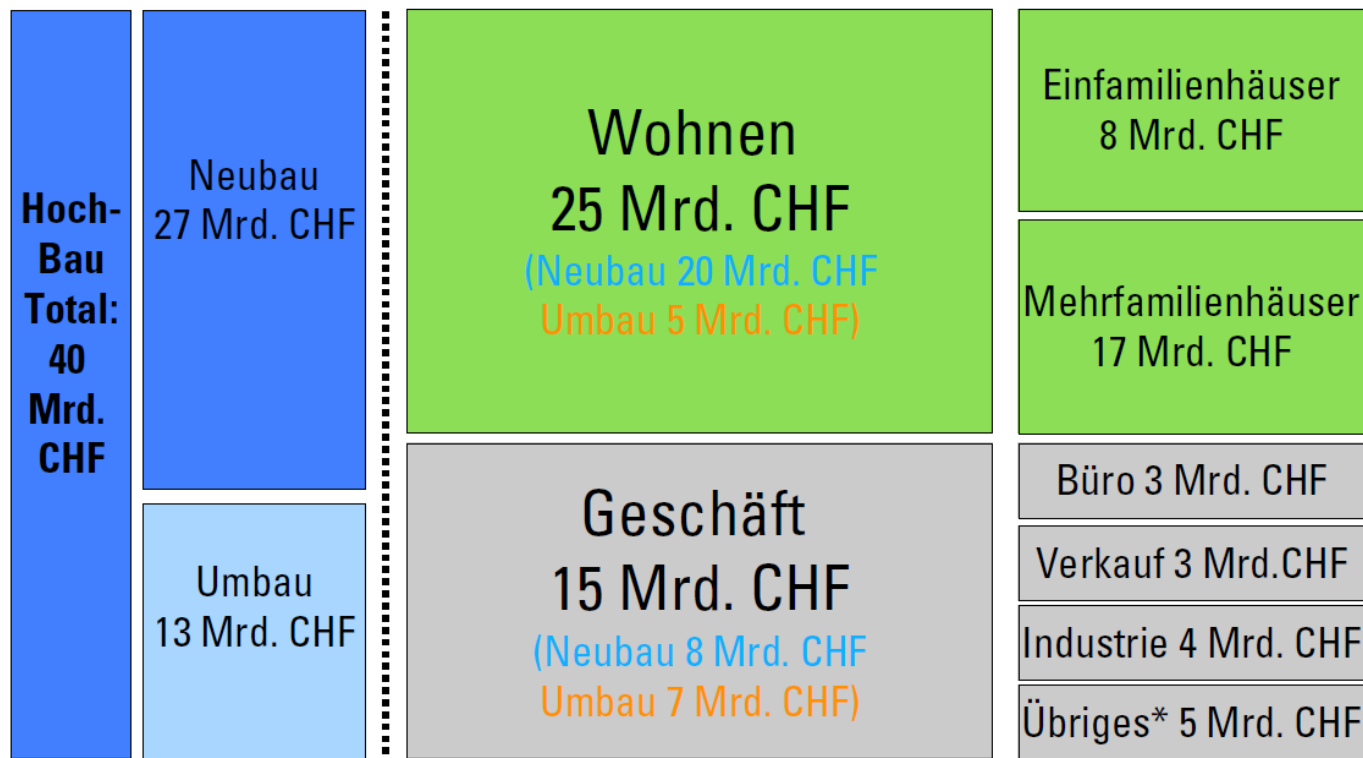 Hoch-
Bau
Total:
40
Mrd.
CHF
Neubau
27 Mrd. CHF
Umbau
13 Mrd. CHF
Wohnen
25 Mrd. CHF
(Neubau 20 Mrd. CHF
Umbau 5 Mrd. CHF)
Geschäft
15 Mrd. CHF
(Neubau 8 Mrd. CHF
Umbau 7 Mrd. CHF)
Einfamilienhäuser
8 Mrd. CHF
Mehrfamilienhäuser
17 Mrd. CHF
Büro 3 Mrd. CHF
Verkauf 3 Mrd.CHF
Industrie 4 Mrd. CHF
Übriges* 5 Mrd. CHF